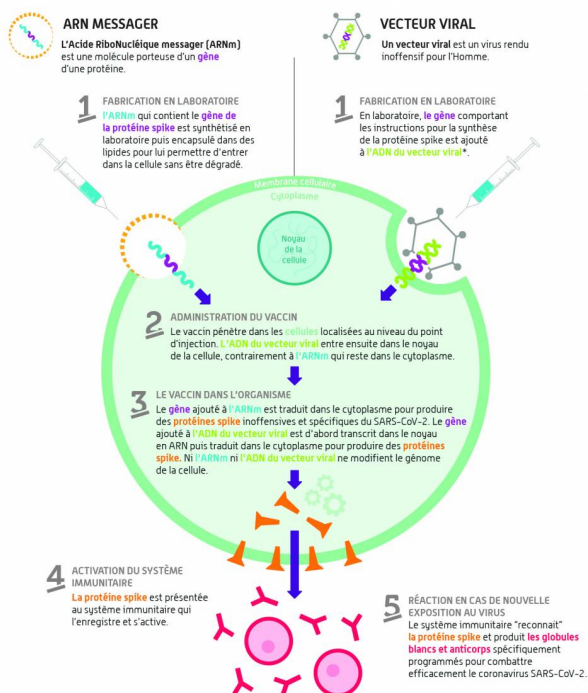 ARN MESSAGER
L'Acide RiboNucléique messager (ARNm)
est une molécule porteuse d'un gène
d'une protéine.
VECTEUR VIRAL
Un vecteur viral est un virus rendu
inoffensif pour l'Homme.
1 FABRICATION EN LABORATOIRE
l'ARNm qui contient le gène de
la protéine spike est synthétisé en
laboratoire puis encapsulé dans des
lipides pour lui permettre d'entrer
dans la cellule sans être dégradé.
1 FABRICATION EN LABORATOIRE
En laboratoire, le gène comportant
les instructions pour la synthèse
de la protéine spike est ajouté
à l'ADN du vecteur viral*.
Membrane cellulaire
Cytoplasme
Noyau
de la
cellule
2 ADMINISTRATION DU VACCIN
Le vaccin pénètre dans les cellules localisées au niveau du point
d'injection. L'ADN du vecteur viral entre ensuite dans le noyau
de la cellule, contrairement à l'ARNm qui reste dans le cytoplasme.
3 LE VACCIN DANS L'ORGANISME
Le gène ajouté à l'ARNm est traduit dans le cytoplasme pour produire
des protéines spike inoffensives et spécifiques du SARS-CoV-2. Le gène
ajouté à l'ADN du vecteur viral est d'abord transcrit dans le noyau
en ARN puis traduit dans le cytoplasme pour produire des protéines
spike. Ni l'ARNm ni l'ADN du vecteur viral ne modifient le génome
de la cellule.
4 ACTIVATION DU SYSTÈME
IMMUNITAIRE
La protéine spike est présentée
au système immunitaire qui
l'enregistre et s'active.
5 RÉACTION EN CAS DE NOUVELLE
EXPOSITION AU VIRUS
Le système immunitaire "reconnait"
la protéine spike et produit les globules
blancs et anticorps spécifiquement
programmés pour combattre
efficacement le coronavirus SARS-CoV-2.